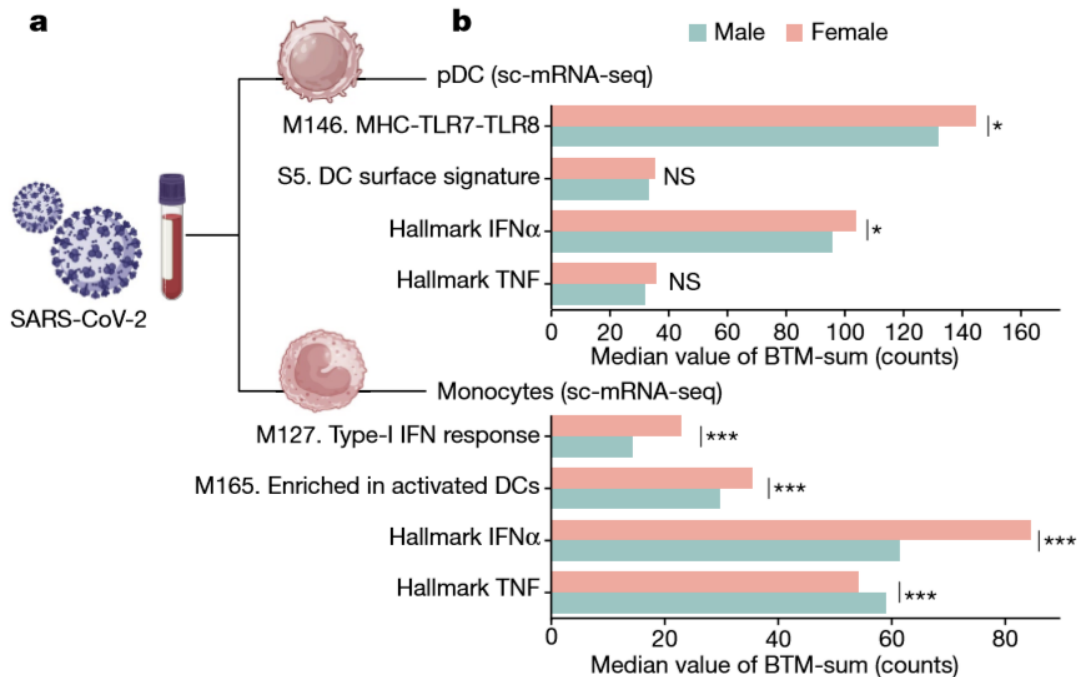 a
b
Male
Female
pDC (sc-mRNA-seq)
M146. MHC-TLR7-TLR8
*
S5. DC surface signature
NS
Hallmark IFNα
*
Hallmark TNF
NS
0 20 40 60 80 100 120 140 160
Median value of BTM-sum (counts)
SARS-CoV-2
Monocytes (sc-mRNA-seq)
M127. Type-I IFN response
***
M165. Enriched in activated DCs
***
Hallmark IFNα
***
Hallmark TNF
***
0 20 40 60 80
Median value of BTM-sum (counts)